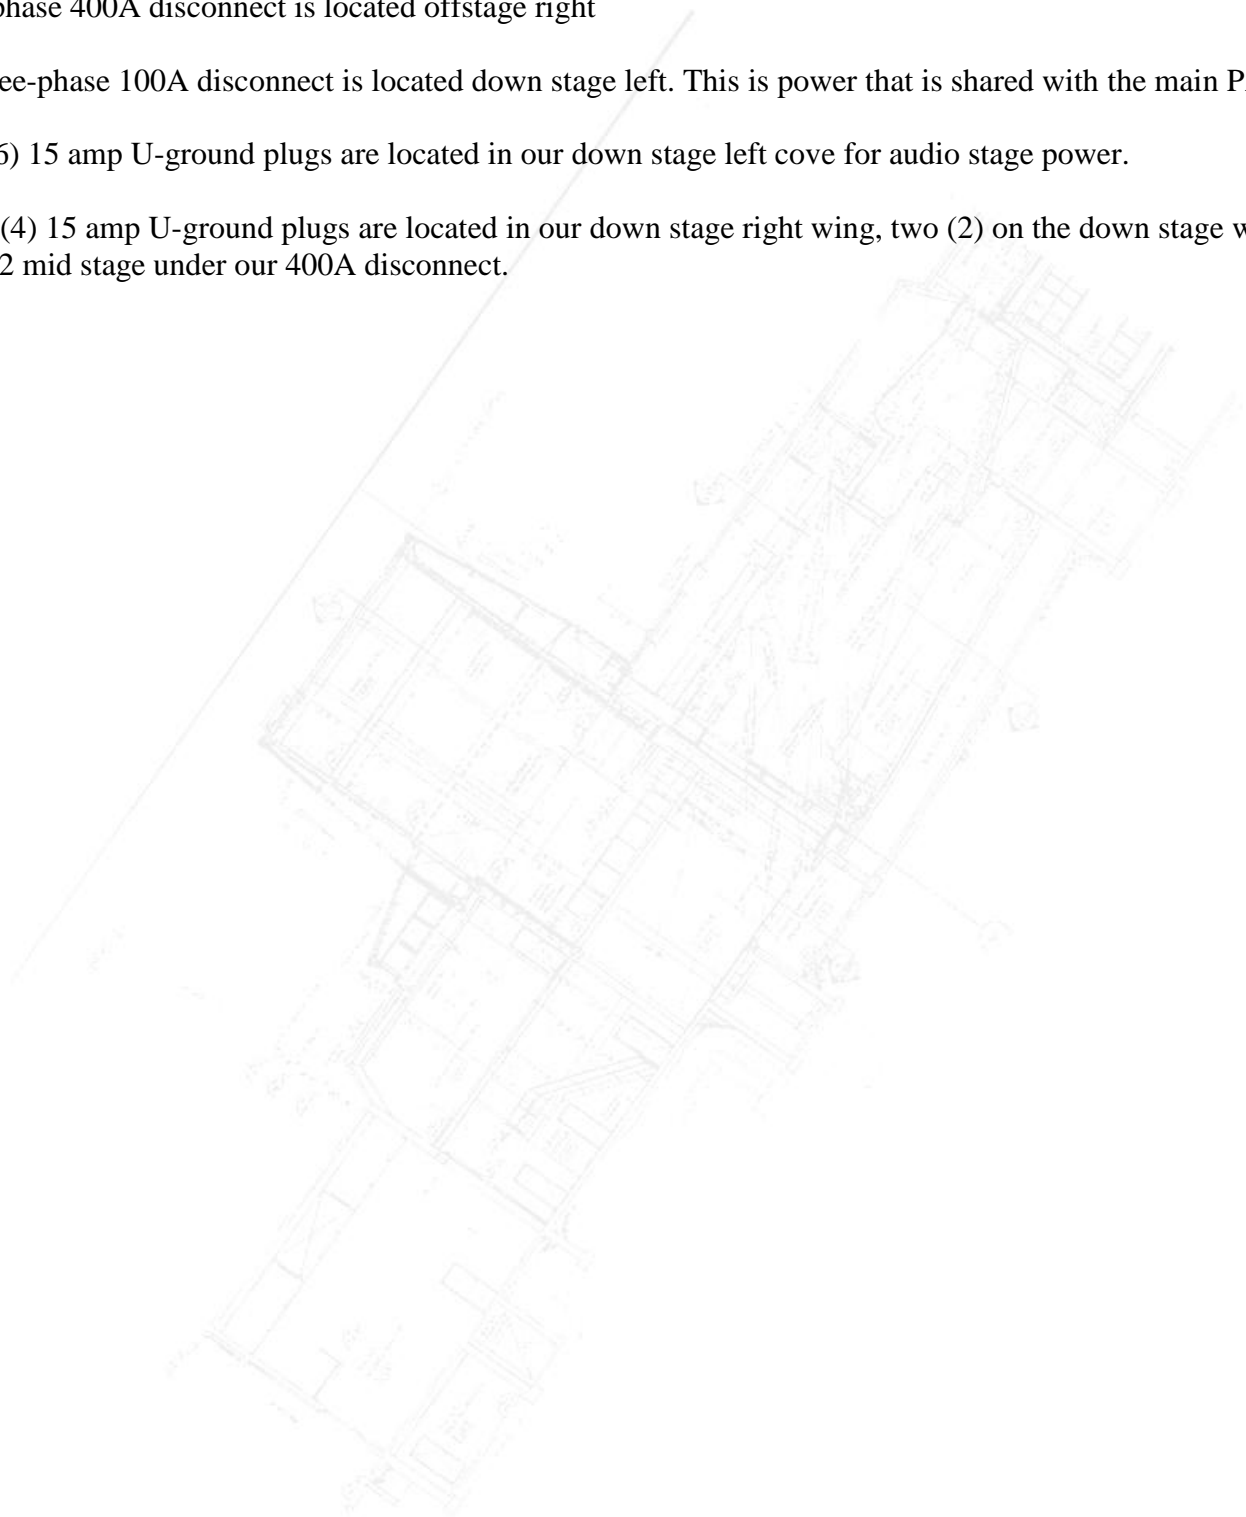 phase 400A disconnect is located offstage right
ee-phase 100A disconnect is located down stage left. This is power that is shared with the main P
6) 15 amp U-ground plugs are located in our down stage left cove for audio stage power.
(4) 15 amp U-ground plugs are located in our down stage right wing, two (2) on the down stage w
2 mid stage under our 400A disconnect.